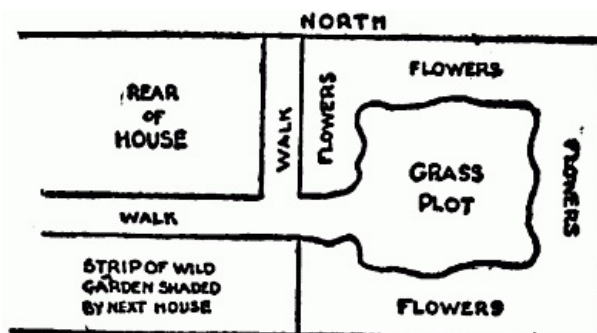 NORTH
REAR
OF
HOUSE
WALK
FLOWERS
FLOWERS
GRASS
PLOT
FLOWERS
WALK
STRIP OF WILD
GARDEN SHADED
BY NEXT HOUSE
FLOWERS